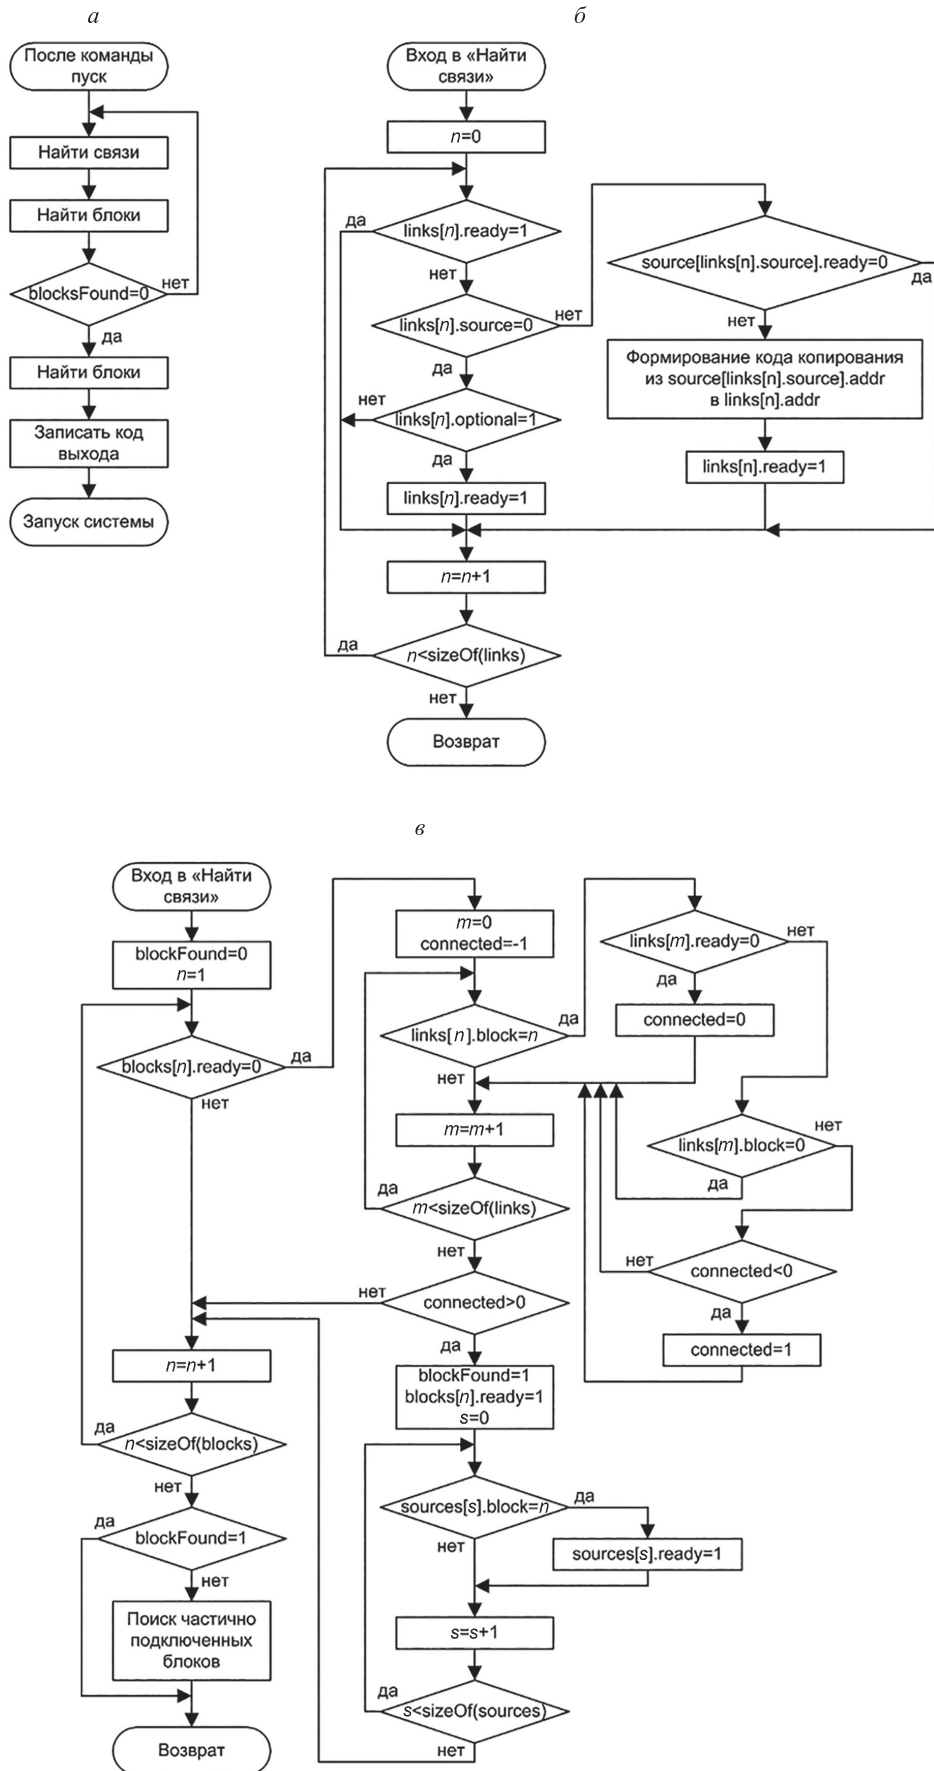 а
После команды
пуск
Найти связи
Найти блоки
blocksFound=0
нет
да
Найти блоки
Записать код
выхода
Запуск системы
б
Вход в «Найти
связи»
n=0
да
links[n].ready=1
нет
links[n].source=0
нет
да
нет
links[n].optional=1
да
links[n].ready=1
source[links[n].source].ready=0
да
нет
Формирование кода копирования
из source[links[n].source].addr
в links[n].addr
links[n].ready=1
n=n+1
да
n<sizeOf(links)
нет
Возврат
в
Вход в «Найти
связи»
blockFound=0
n=1
blocks[n].ready=0
да
нет
n=n+1
да
n<sizeOf(blocks)
нет
да
blockFound=1
нет
Поиск частично
подключенных
блоков
Возврат
m=0
connected=-1
links[ n].block=n
да
нет
m=m+1
да
m<sizeOf(links)
нет
нет
connected>0
да
blockFound=1
blocks[n].ready=1
s=0
sources[s].block=n
да
нет
sources[s].ready=1
s=s+1
да
s<sizeOf(sources)
нет
links[m].ready=0
нет
да
connected=0
links[m].block=0
нет
да
нет
connected<0
да
connected=1